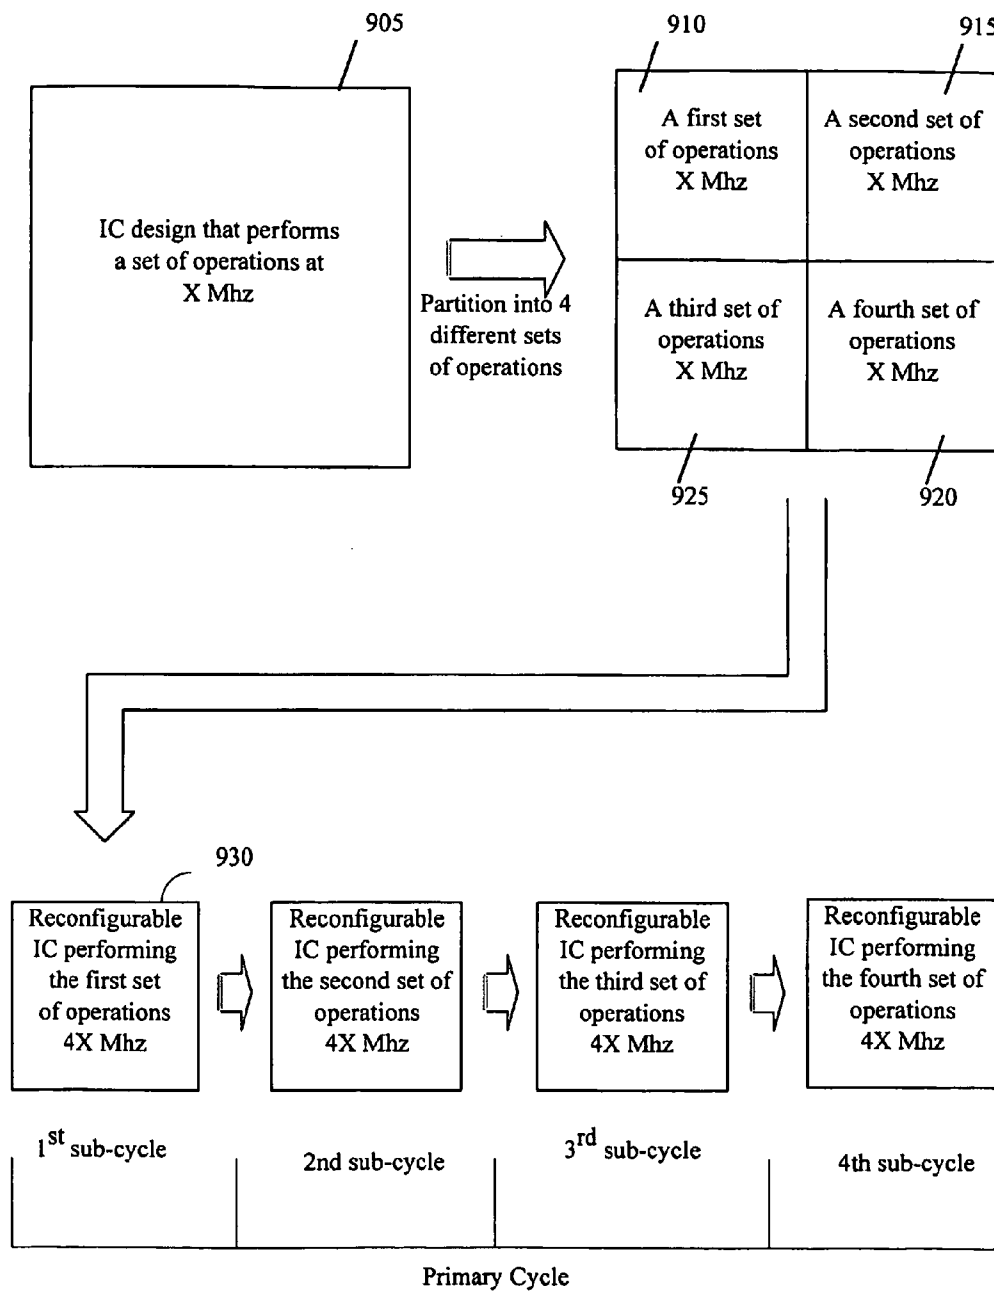 905
910
915
IC design that performs
a set of operations at
X Mhz
Partition into 4
different sets
of operations
A first set
of operations
X Mhz
A second set of
operations
X Mhz
A third set of
operations
X Mhz
A fourth set of
operations
X Mhz
925
920
930
Reconfigurable
IC performing
the first set
of operations
4X Mhz
Reconfigurable
IC performing
the second set of
operations
4X Mhz
Reconfigurable
IC performing
the third set of
operations
4X Mhz
Reconfigurable
IC performing
the fourth set of
operations
4X Mhz
1st sub-cycle
2nd sub-cycle
3rd sub-cycle
4th sub-cycle
Primary Cycle